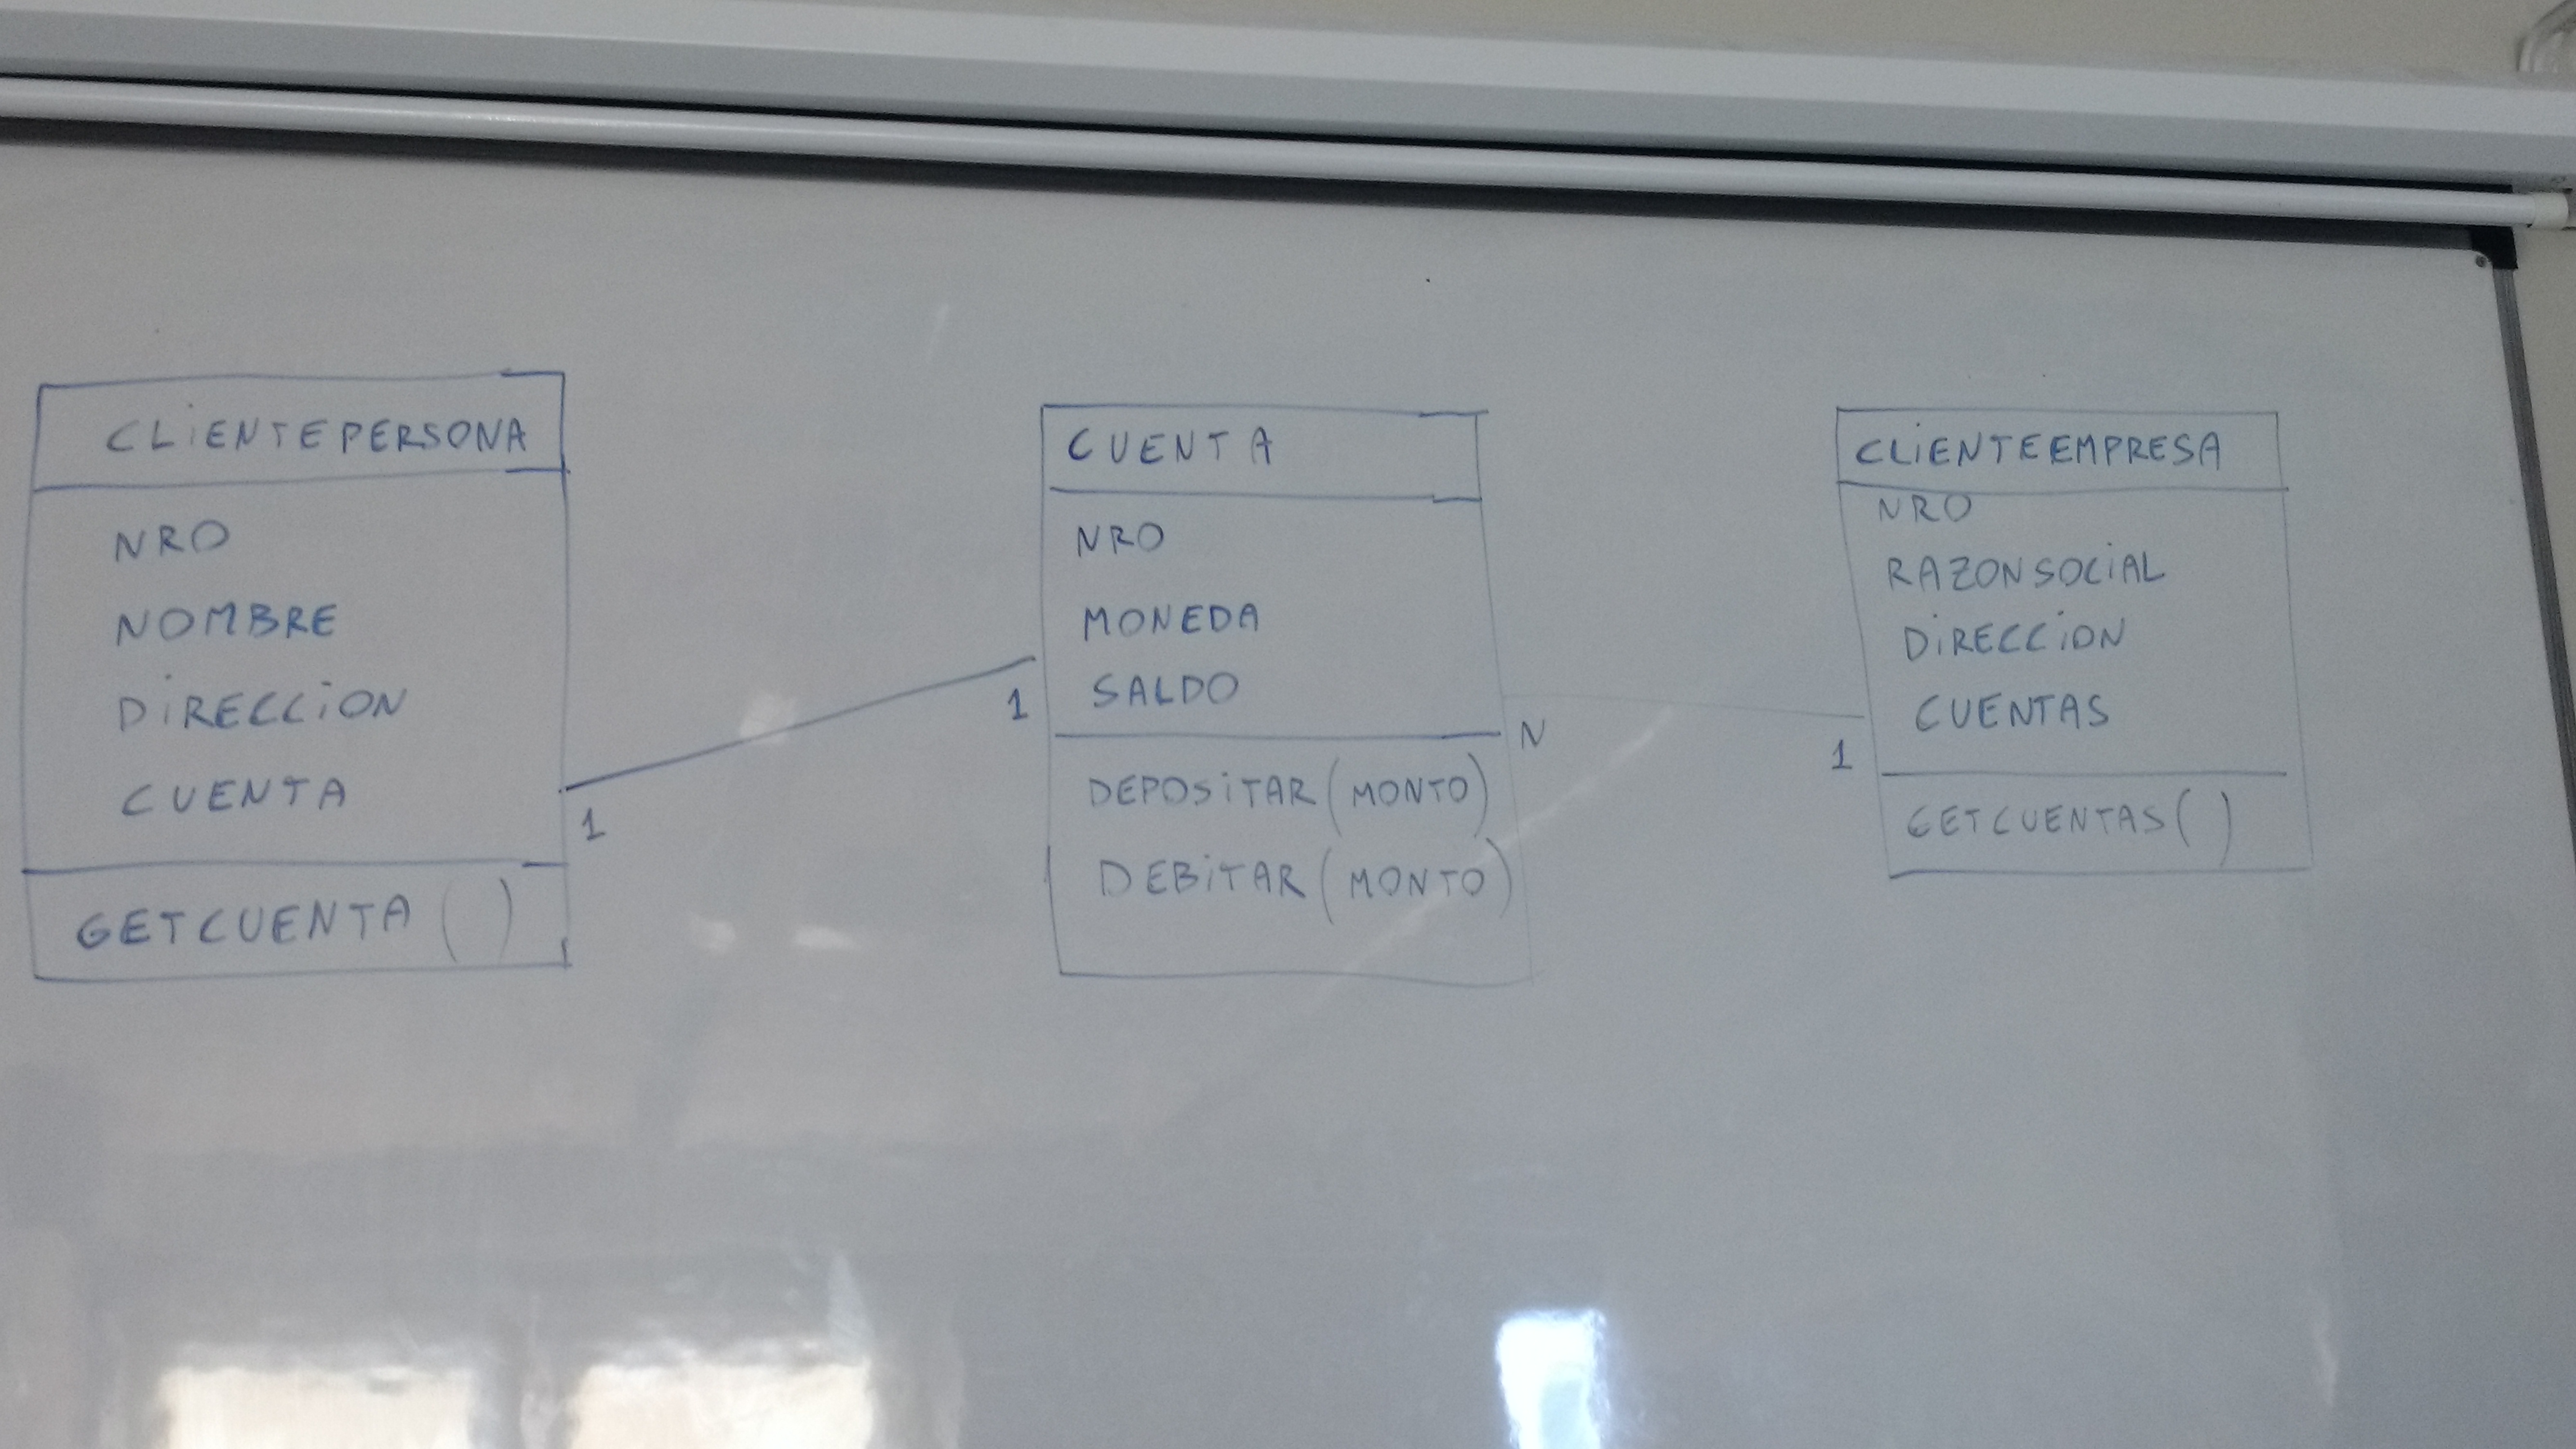 CLIENTEPERSONA
NRO
NOMBRE
DIRECCION
CUENTA
GETCUENTA ( )
1
1
CUENTA
NRO
MONEDA
SALDO
DEPOSITAR (MONTO)
DEBITAR (MONTO)
N
1
CLIENTEEMPRESA
NRO
RAZONSOCIAL
DIRECCION
CUENTAS
GETCUENTAS ( )